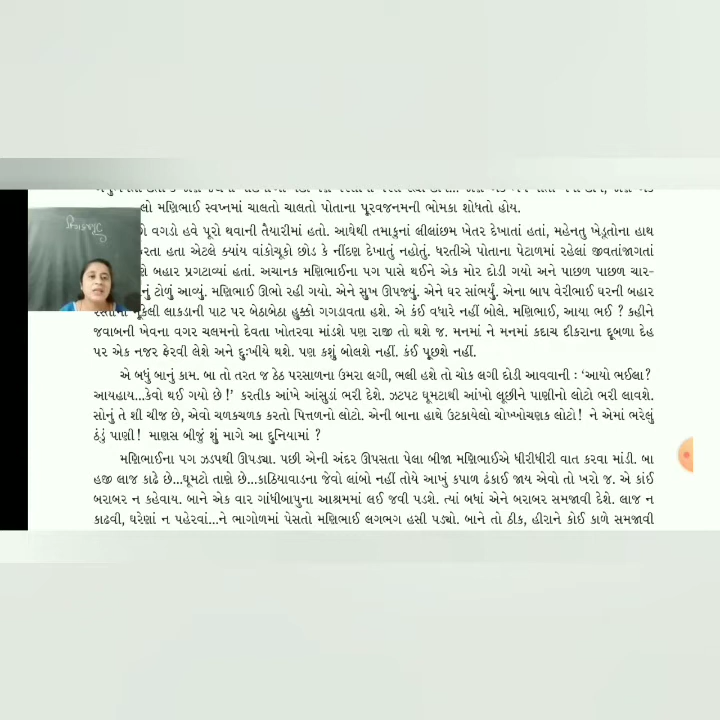 લો મણિભાઈ સ્વપ્નમાં ચાલતો ચાલતો પોતાના પૂરવજનમની ભોમકા શોધતો હોય.
વગડો હવે પૂરો થવાની તૈયારીમાં હતો. આથેથી તમાકુનાં લીલાંછમ ખેતર દેખાતાં હતાં, મહેનતુ ખેડૂતોના હાથ
હતા એટલે ક્યાંય વાંકોચૂકો છોડ કે નીંદણ દેખાતું નહોતું. ધરતીએ પોતાના પેટાળમાં રહેલાં જીવતાંજાગતાં
બહાર પ્રગટાવ્યાં હતાં. અચાનક મણિભાઈના પગ પાસે થઈને એક મોર દોડી ગયો અને પાછળ પાછળ ચાર-
નું ટોળું આવ્યું. મણિભાઈ ઊભો રહી ગયો. એને સુખ ઊપજ્યું. એને ઘર સાંભર્યું. એના બાપ વેરીભાઈ ઘરની બહાર
લાકડાની પાટ પર બેઠાબેઠા હુક્કો ગગડાવતા હશે. એ કંઈ વધારે નહીં બોલે. મણિભાઈ, આયા ભઈ ? કહીને
જવાબની ખેવના વગર ચલમનો દેવતા ખોતરવા માંડશે પણ રાજી તો થશે જ. મનમાં ને મનમાં કદાચ દીકરાના દૂબળા દેહ
પર એક નજર ફેરવી લેશે અને દુઃખીયે થશે. પણ કશું બોલશે નહીં. કંઈ પૂછશે નહીં.
એ બધું બાનું કામ. બા તો તરત જ ઠેઠ પરસાળના ઉમરા લગી, ભલી હશે તો ચોક લગી દોડી આવવાની : ‘આયો ભઈલા?
આયહાય...કેવો થઈ ગયો છે !’ કરતીક આંખે આંસુડાં ભરી દેશે. ઝટપટ ઘૂમટાથી આંખો લૂછીને પાણીનો લોટો ભરી લાવશે.
સોનું તે શી ચીજ છે, એવો ચળકચળક કરતો પિત્તળનો લોટો. એની બાના હાથે ઉટકાયેલો ચોખ્ખોચણક લોટો! ને એમાં ભરેલું
ઠંડું પાણી! માણસ બીજું શું માગે આ દુનિયામાં ?
મણિભાઈના પગ ઝડપથી ઊપડ્યા. પછી એની અંદર ઊપસતા પેલા બીજા મણિભાઈએ ધીરીધીરી વાત કરવા માંડી. બા
હજી લાજ કાઢે છે...ઘૂમટો તાણે છે...કાઠિયાવાડના જેવો લાંબો નહીં તોયે આખું કપાળ ઢંકાઈ જાય એવો તો ખરો જ. એ કાંઈ
બરાબર ન કહેવાય. બાને એક વાર ગાંધીબાપુના આશ્રમમાં લઈ જવી પડશે. ત્યાં બધાં એને બરાબર સમજાવી દેશે. લાજ ન
કાઢવી, ઘરેણાં ન પહેરવાં...ને ભાગોળમાં પેસતો મણિભાઈ લગભગ હસી પડ્યો. બાને તો ઠીક, હીરાને કોઈ કાળે સમજાવી